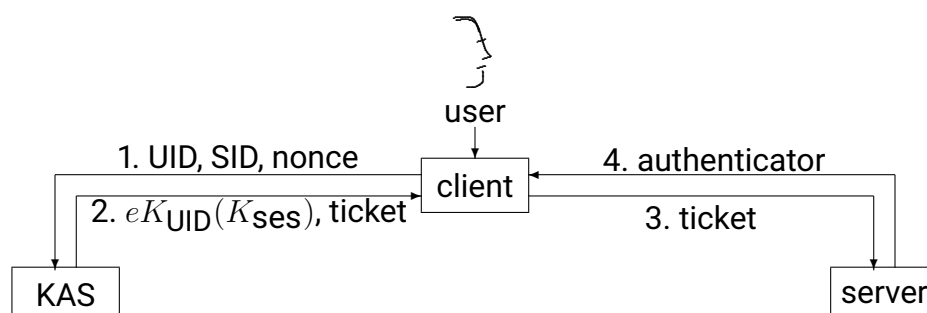 user
1. UID, SID, nonce
4. authenticator
client
2. eK_UID(K_ses), ticket
3. ticket
KAS
server